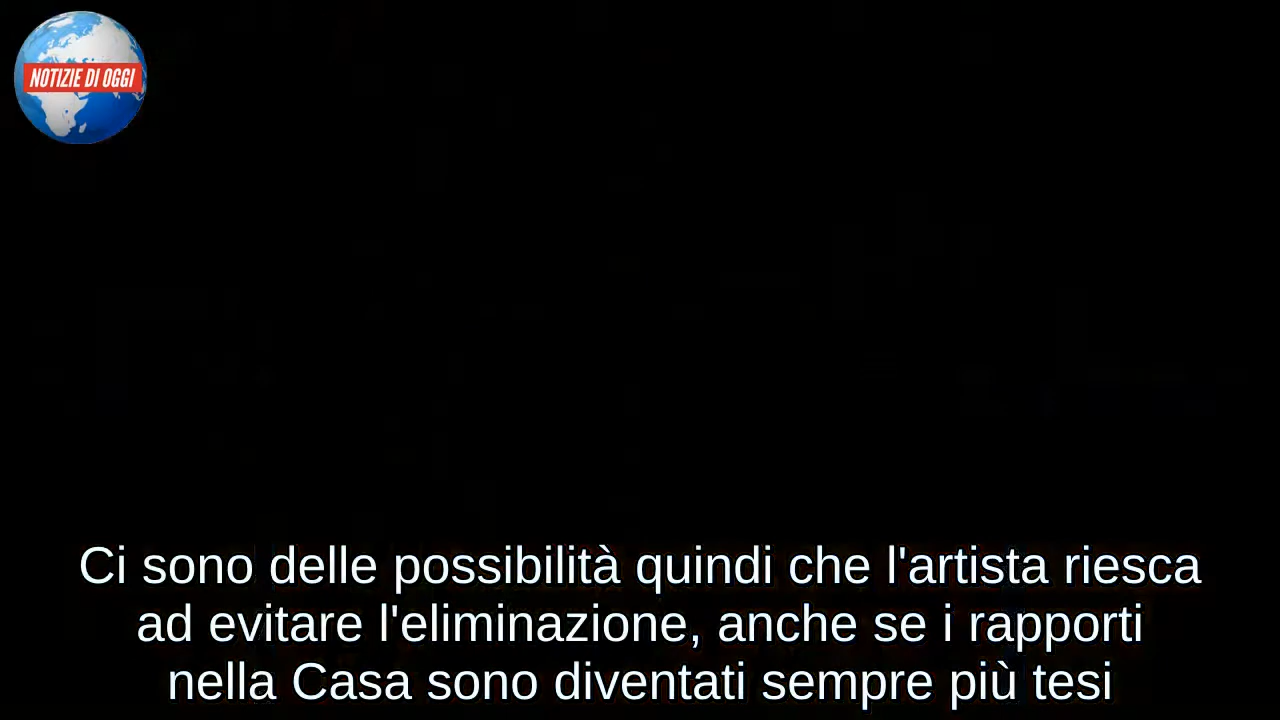 NOTIZIE DI OGGI
Ci sono delle possibilità quindi che l'artista riesca
ad evitare l'eliminazione, anche se i rapporti
nella Casa sono diventati sempre più tesi